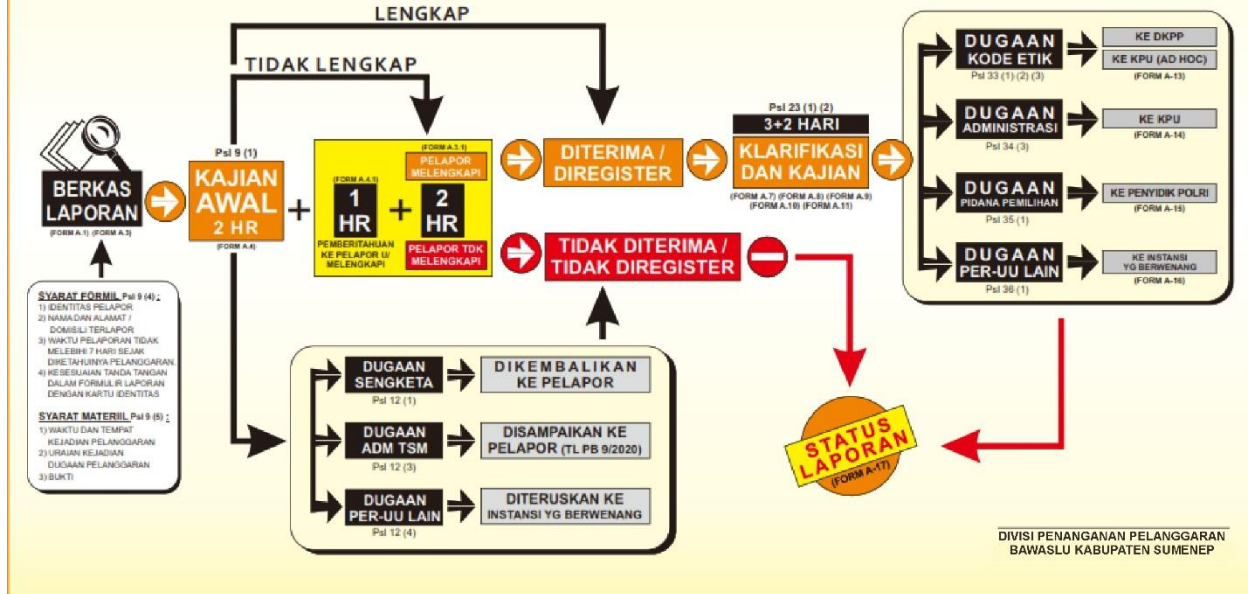 LENGKAP
TIDAK LENGKAP
BERKAS
LAPORAN
(FORM A.1) (FORM A.3)
SYARAT FORMIL Psl 9 (4) :
1) IDENTITAS PELAPOR
2) NAMA DAN ALAMAT /
DOMISILI TERLAPOR
3) WAKTU PELAPORAN TIDAK
MELEBIHI 7 HARI SEJAK
DIKETAHUINYA PELANGGARAN.
4) KESESUAIAN TANDA TANGAN
DALAM FORMULIR LAPORAN
DENGAN KARTU IDENTITAS
SYARAT MATERIIL Psl 9 (5) :
1) WAKTU DAN TEMPAT
KEJADIAN PELANGGARAN
2) URAIAN KEJADIAN
DUGAAN PELANGGARAN
3) BUKTI
Psl 9 (1)
KAJIAN
AWAL
2 HR
(FORM A.4)
+
(FORM A.4.1)
1
HR
PEMBERITAHUAN
KE PELAPOR U/
MELENGKAPI
+
(FORM A.3.1)
PELAPOR
MELENGKAPI
2
HR
PELAPOR TDK
MELENGKAPI
DITERIMA /
DIREGISTER
TIDAK DITERIMA /
TIDAK DIREGISTER
Psl 23 (1) (2)
3+2 HARI
KLARIFIKASI
DAN KAJIAN
(FORM A.7) (FORM A.8) (FORM A.9)
(FORM A.10) (FORM A.11)
DUGAAN
KODE ETIK
Psl 33 (1) (2) (3)
KE DKPP
KE KPU (AD HOC)
(FORM A-13)
DUGAAN
ADMINISTRASI
Psl 34 (3)
KE KPU
(FORM A-14)
DUGAAN
PIDANA PEMILIHAN
Psl 35 (1)
KE PENYIDIK POLRI
(FORM A-15)
DUGAAN
PER-UU LAIN
Psl 36 (1)
KE INSTANSI
YG BERWENANG
(FORM A-16)
DUGAAN
SENGKETA
Psl 12 (1)
DIKEMBALIKAN
KE PELAPOR
DUGAAN
ADM TSM
Psl 12 (3)
DISAMPAIKAN KE
PELAPOR (TL PB 9/2020)
DUGAAN
PER-UU LAIN
Psl 12 (4)
DITERUSKAN KE
INSTANSI YG BERWENANG
STATUS
LAPORAN
(FORM A-17)
DIVISI PENANGANAN PELANGGARAN
BAWASLU KABUPATEN SUMENEP